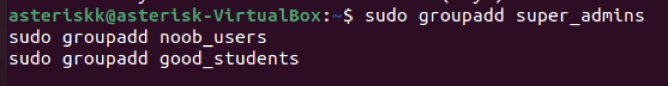 asteriskk@asterisk-VirtualBox:~$ sudo groupadd super_admins
sudo groupadd noob_users
sudo groupadd good_students